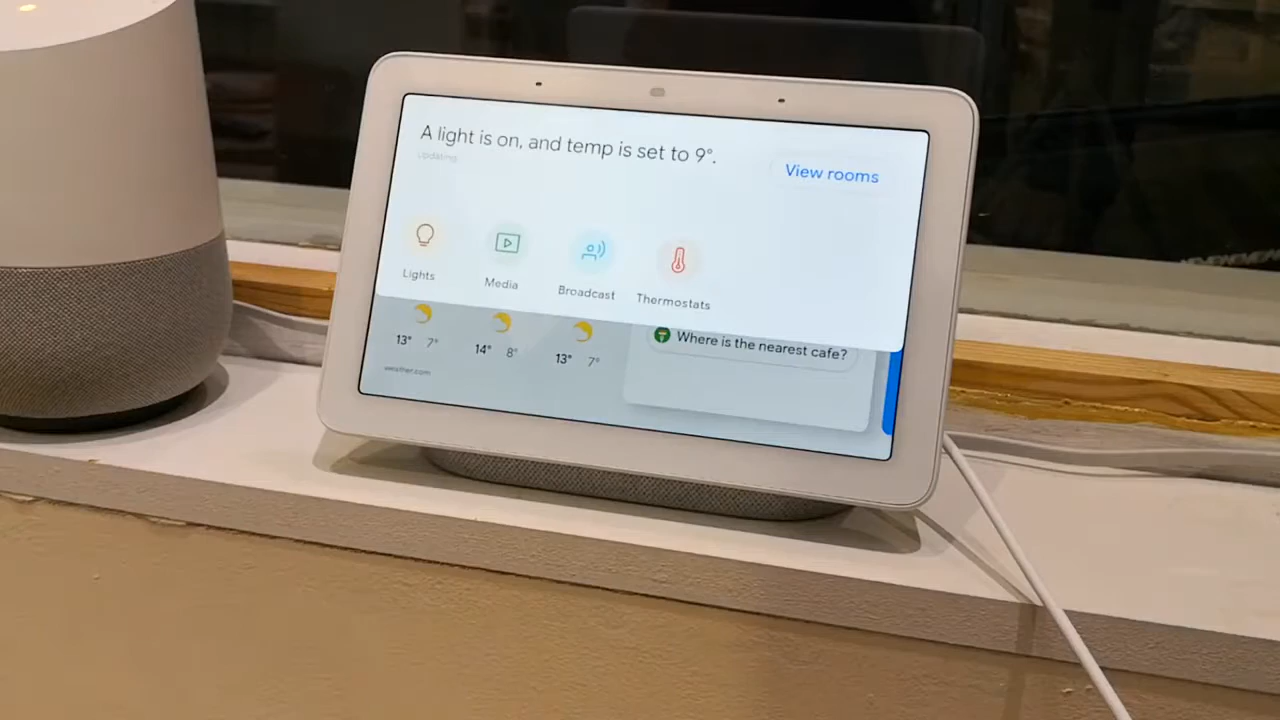 A light is on, and temp is set to 9°.
updating
View rooms
Lights
Media
Broadcast
Thermostats
13° 7°
14° 8°
13° 7°
Where is the nearest cafe?
weather.com